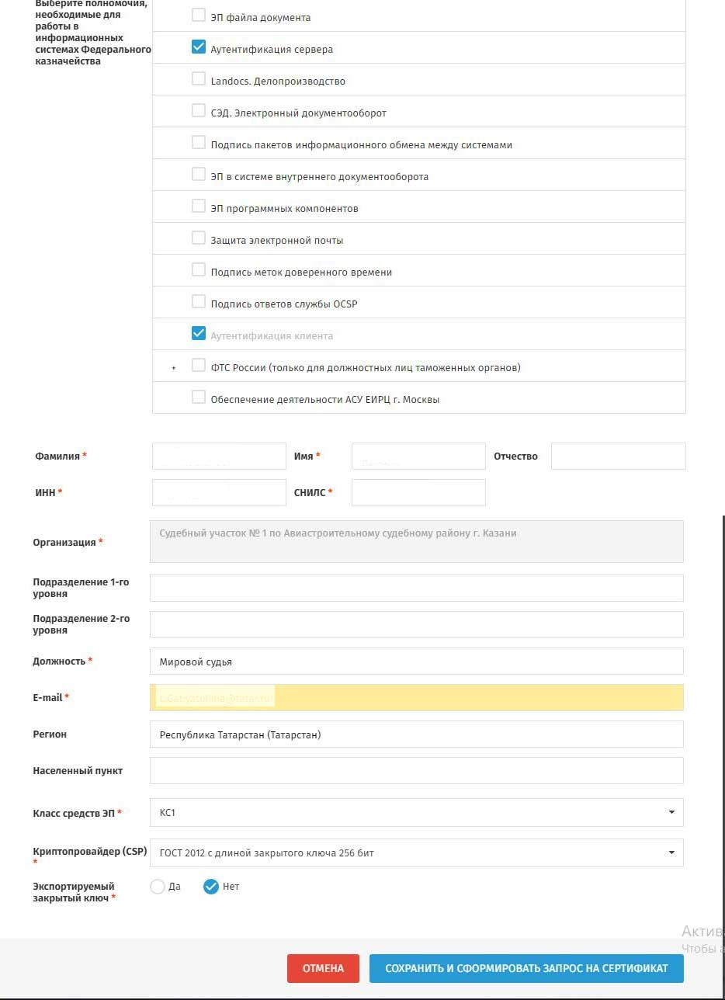 Выберите полномочия,
необходимые для
работы в
информационных
системах Федерального
казначейства
ЭП файла документа
Аутентификация сервера
Landocs. Делопроизводство
СЭД. Электронный документооборот
Подпись пакетов информационного обмена между системами
ЭП в системе внутреннего документооборота
ЭП программных компонентов
Защита электронной почты
Подпись меток доверенного времени
Подпись ответов службы OCSP
Аутентификация клиента
+ ФТС России (только для должностных лиц таможенных органов)
Обеспечение деятельности АСУ ЕИРЦ г. Москвы
Фамилия * Имя * Отчество
ИНН * СНИЛС *
Организация * Судебный участок № 1 по Авиастроительному судебному району г. Казани
Подразделение 1-го
уровня
Подразделение 2-го
уровня
Должность * Мировой судья
E-mail *
Регион Республика Татарстан (Татарстан)
Населенный пункт
Класс средств ЭП * КС1
Криптопровайдер (CSP) ГОСТ 2012 с длиной закрытого ключа 256 бит
*
Экспортируемый Да Нет
закрытый ключ *
Актив
Чтобы а
ОТМЕНА СОХРАНИТЬ И СФОРМИРОВАТЬ ЗАПРОС НА СЕРТИФИКАТ